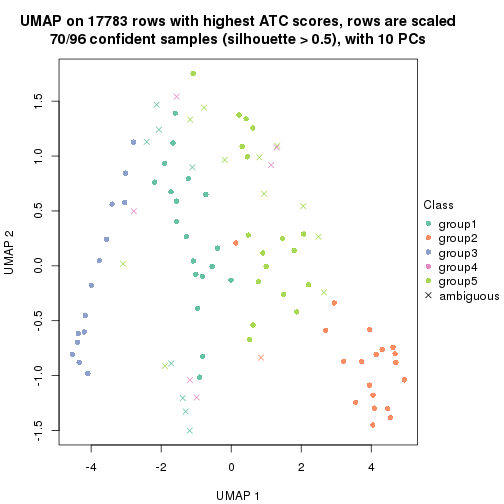 UMAP on 17783 rows with highest ATC scores, rows are scaled
70/96 confident samples (silhouette > 0.5), with 10 PCs
1.5
1.0
0.5
0.0
-0.5
-1.0
-1.5
UMAP 2
-4
-2
0
2
4
UMAP 1
Class
group1
group2
group3
group4
group5
ambiguous